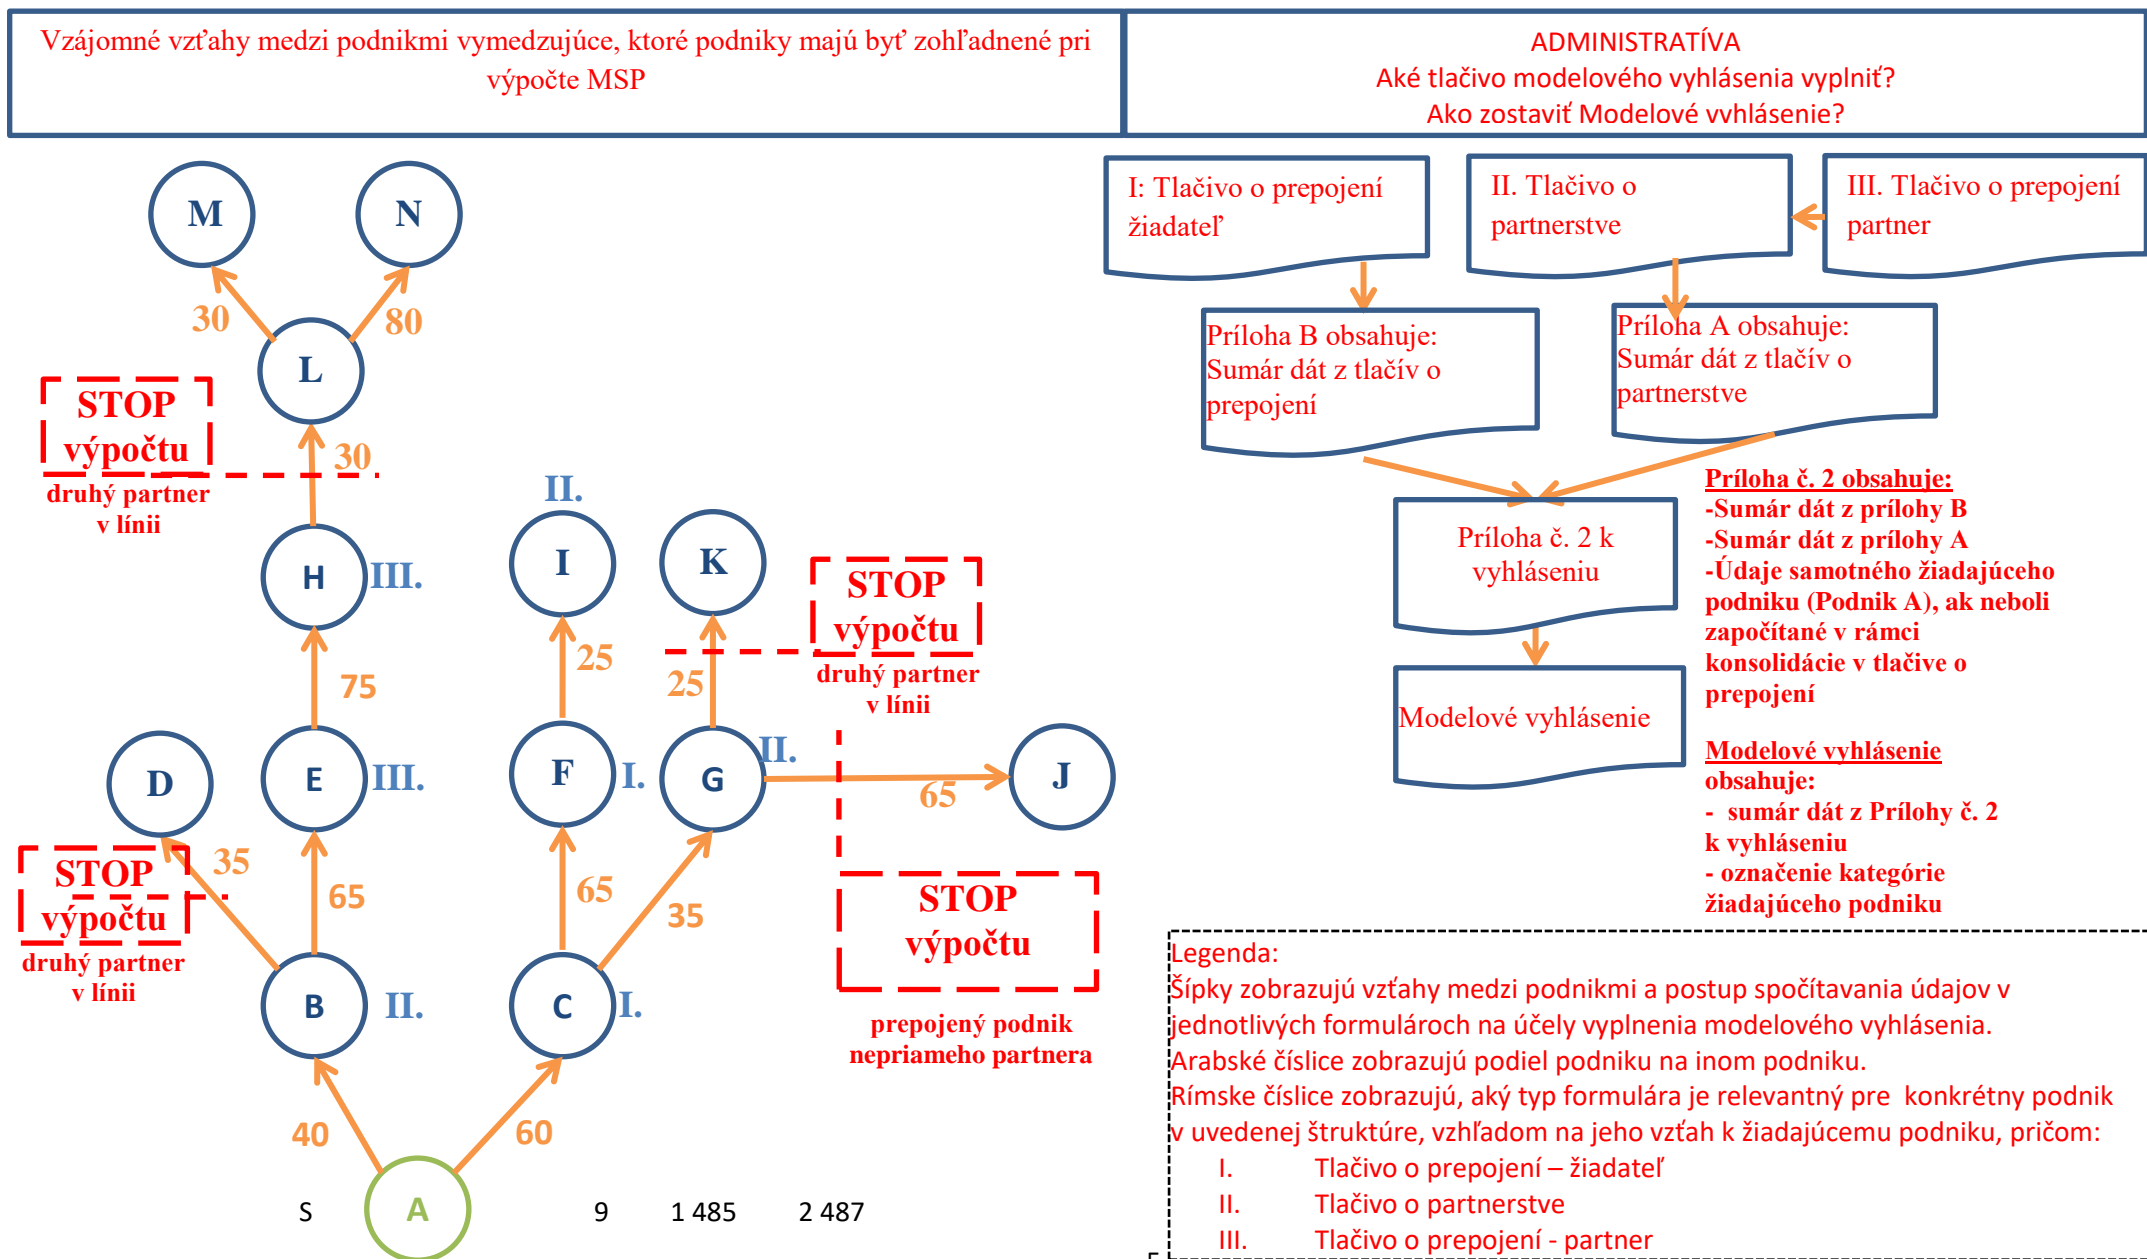 Vzájomné vzťahy medzi podnikmi vymedzujúce, ktoré podniky majú byť zohľadnené pri
výpočte MSP
ADMINISTRATÍVA
Aké tlačivo modelového vyhlásenia vyplniť?
Ako zostaviť Modelové vvhlásenie?
M
N
30
80
L
STOP
výpočtu
druhý partner
v línii
30
H
III.
75
E
III.
D
35
STOP
výpočtu
druhý partner
v línii
65
B
II.
40
II.
I
25
F
I.
65
C
I.
60
K
STOP
výpočtu
druhý partner
v línii
25
G
II.
65
J
35
STOP
výpočtu
prepojený podnik
nepriameho partnera
S
A
9
1 485
2 487
I: Tlačivo o prepojení
žiadateľ
II. Tlačivo o
partnerstve
III. Tlačivo o prepojení
partner
Príloha B obsahuje:
Sumár dát z tlačív o
prepojení
Príloha A obsahuje:
Sumár dát z tlačív o
partnerstve
Príloha č. 2 k
vyhláseniu
Modelové vyhlásenie
Príloha č. 2 obsahuje:
-Sumár dát z prílohy B
-Sumár dát z prílohy A
-Údaje samotného žiadajúceho
podniku (Podnik A), ak neboli
započítané v rámci
konsolidácie v tlačive o
prepojení
Modelové vyhlásenie
obsahuje:
- sumár dát z Prílohy č. 2
k vyhláseniu
- označenie kategórie
žiadajúceho podniku
Legenda:
Šípky zobrazujú vzťahy medzi podnikmi a postup spočítavania údajov v
jednotlivých formulároch na účely vyplnenia modelového vyhlásenia.
Arabské číslice zobrazujú podiel podniku na inom podniku.
Rímske číslice zobrazujú, aký typ formulára je relevantný pre konkrétny podnik
v uvedenej štruktúre, vzhľadom na jeho vzťah k žiadajúcemu podniku, pričom:
I. Tlačivo o prepojení – žiadateľ
II. Tlačivo o partnerstve
III. Tlačivo o prepojení - partner